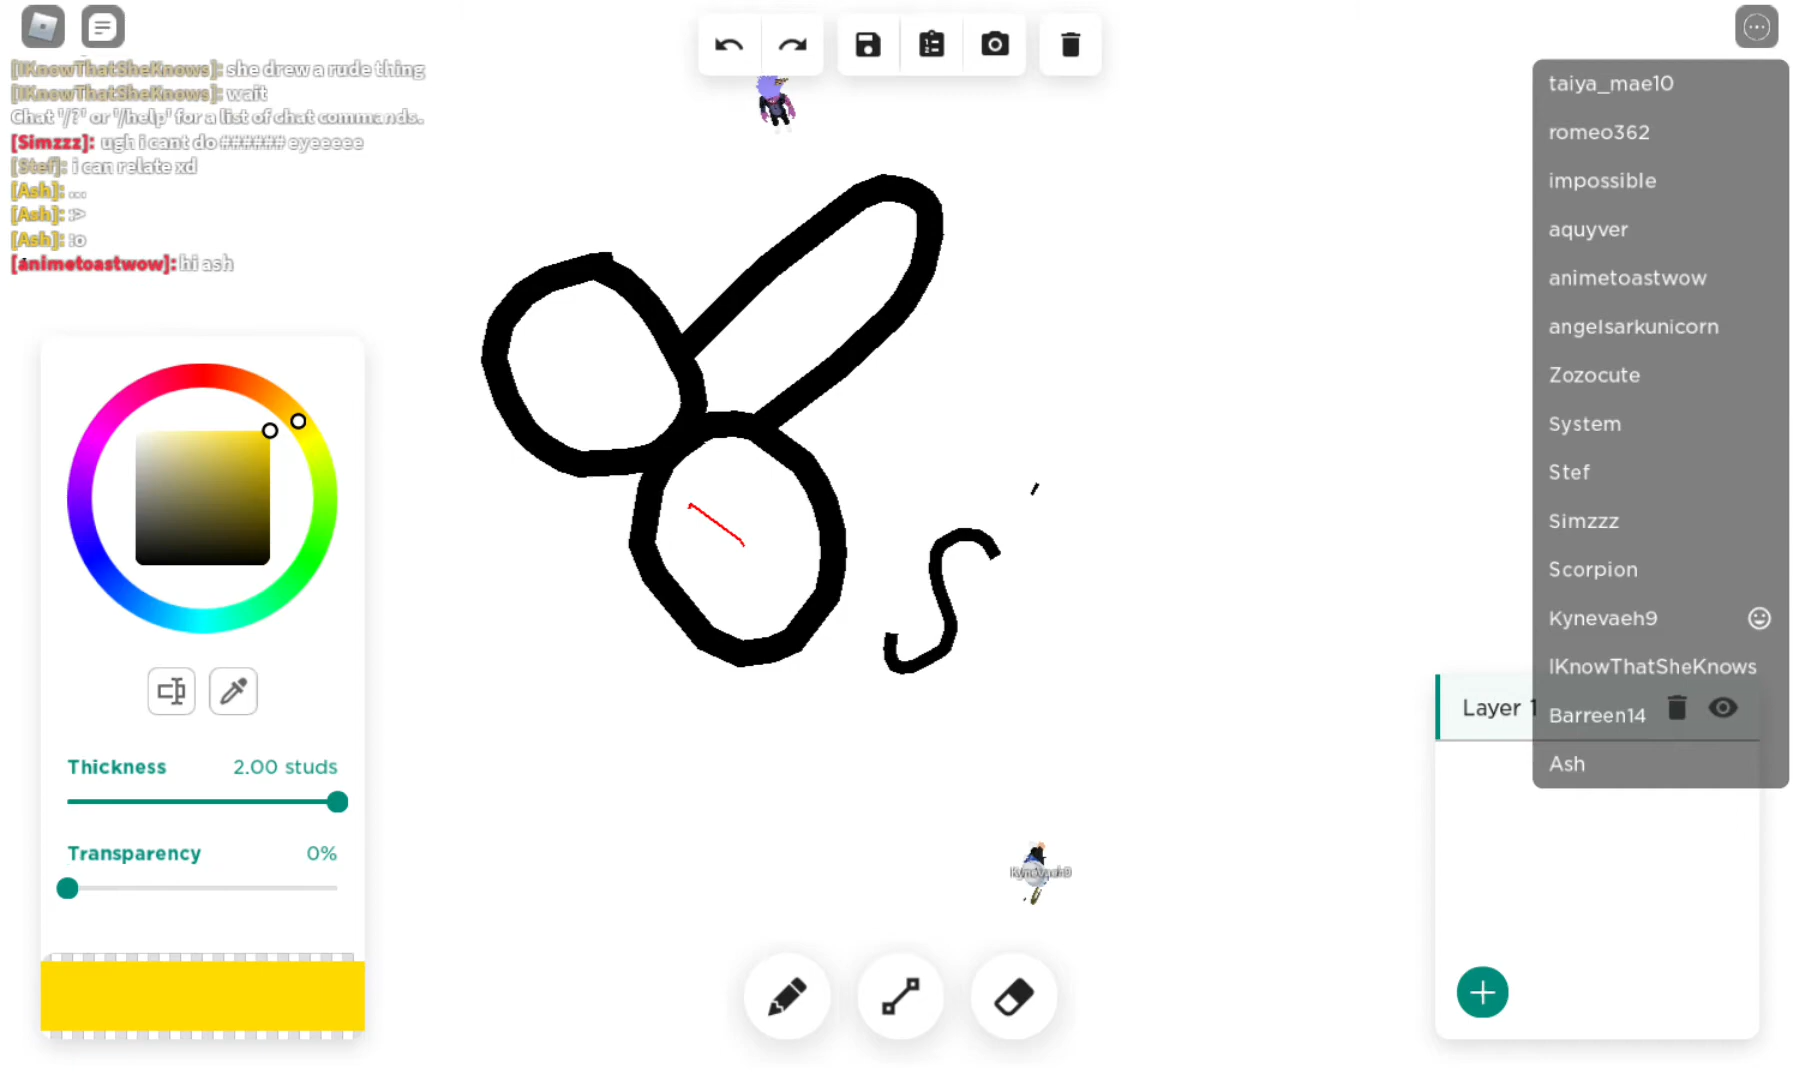 [IKnowThatSheKnows]: she drew a rude thing
[IKnowThatSheKnows]: wait
Chat '/?' or '/help' for a list of chat commands.
[Simzzz]: ugh i cant do ###### eyeeeee
[Stef]: i can relate xd
[Ash]: ...
[Ash]: :>
[Ash]: :o
[animetoastwow]: hi ash
taiya_mae10
romeo362
impossible
aquyver
animetoastwow
angelsarkunicorn
Zozocute
System
Stef
Simzzz
Scorpion
Kynevaeh9
IKnowThatSheKnows
Barreen14
Ash
S
Layer 1
Thickness 2.00 studs
Transparency 0%
Kynevaeh9